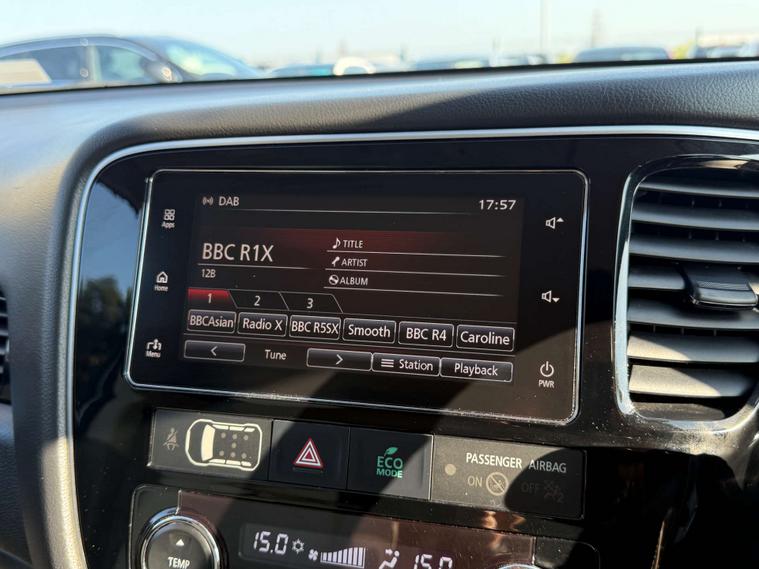 DAB 17:57
Apps
BBC R1X
TITLE
ARTIST
12B
ALBUM
Home
1 2 3
BBCAsian Radio X BBC R5SX Smooth BBC R4 Caroline
Menu
< Tune > Station Playback
PWR
ECO
MODE
PASSENGER AIRBAG
ON OFF
2
TEMP
15.0 15.0